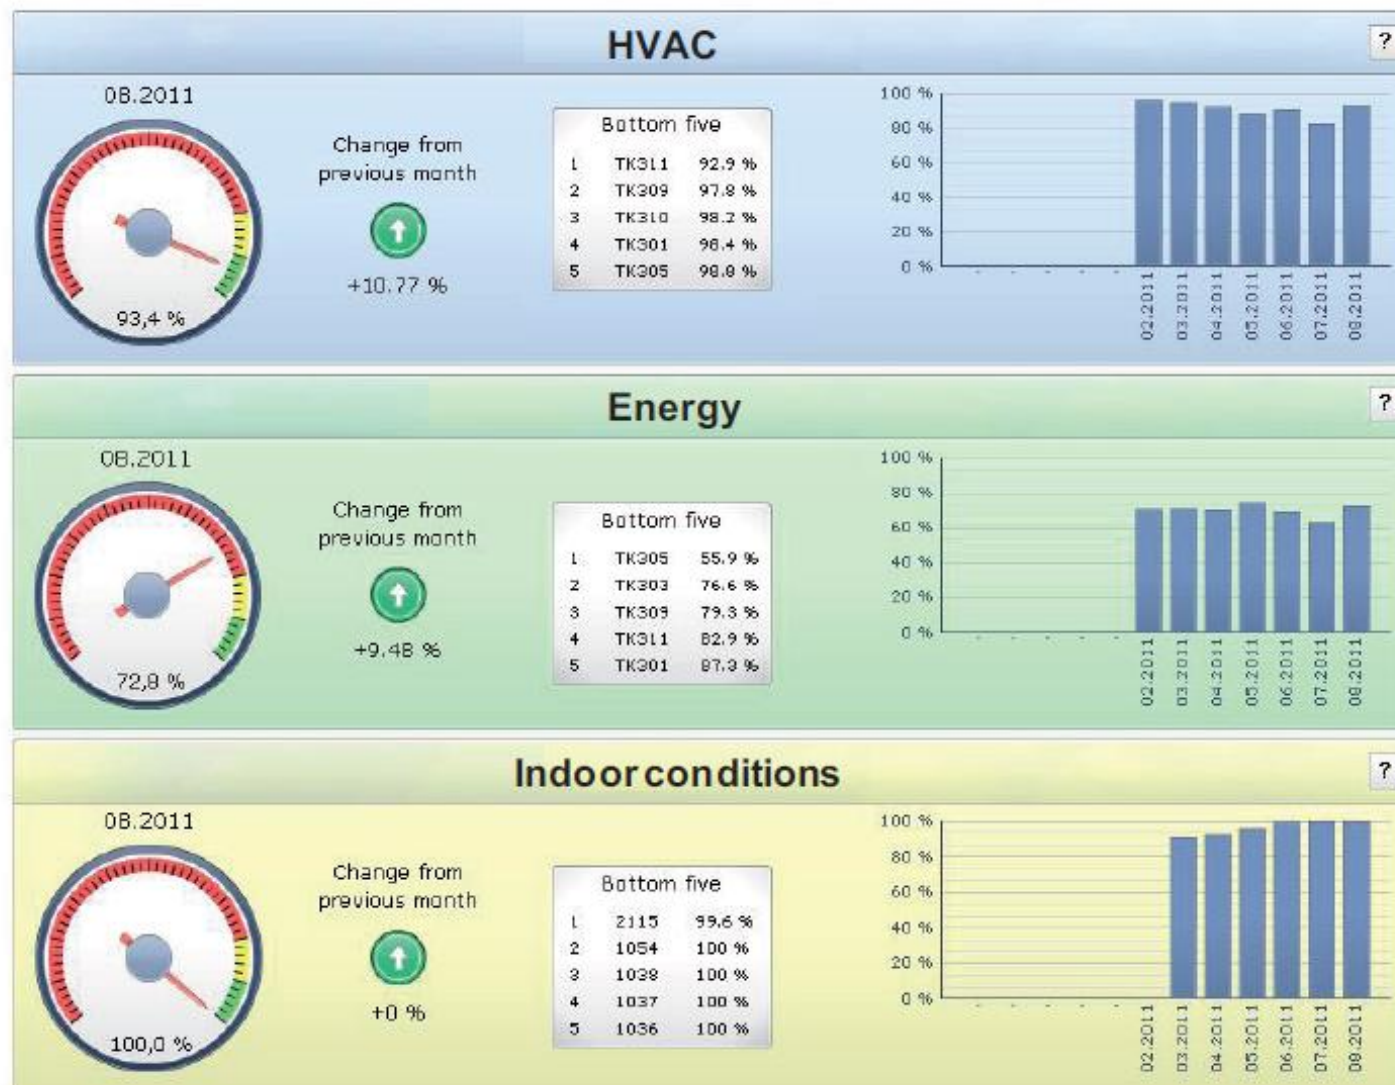 HVAC
?
08.2011
93,4 %
Change from
previous month
+10.77 %
Bottom five
1 TK311 92.9 %
2 TK309 97.8 %
3 TK310 98.2 %
4 TK301 98.4 %
5 TK305 98.8 %
100 %
80 %
60 %
40 %
20 %
0 %
02.2011
03.2011
04.2011
05.2011
06.2011
07.2011
08.2011
Energy
?
08.2011
72,8 %
Change from
previous month
+9.48 %
Bottom five
1 TK305 55.9 %
2 TK303 76.6 %
3 TK309 79.3 %
4 TK311 82.9 %
5 TK301 87.3 %
100 %
80 %
60 %
40 %
20 %
0 %
02.2011
03.2011
04.2011
05.2011
06.2011
07.2011
08.2011
Indoor conditions
?
08.2011
100,0 %
Change from
previous month
+0 %
Bottom five
1 2115 99.6 %
2 1054 100 %
3 1038 100 %
4 1037 100 %
5 1036 100 %
100 %
80 %
60 %
40 %
20 %
0 %
02.2011
03.2011
04.2011
05.2011
06.2011
07.2011
08.2011